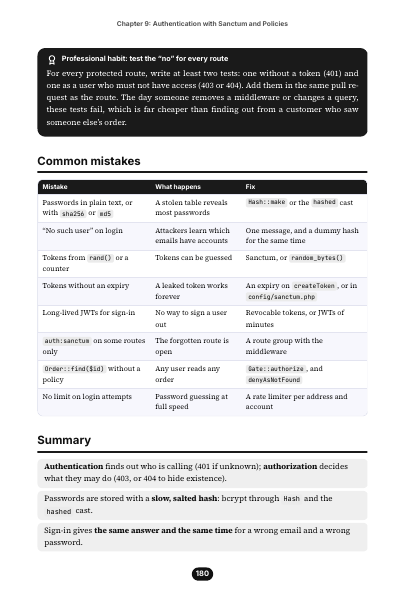 Chapter 9: Authentication with Sanctum and Policies
Professional habit: test the "no" for every route
For every protected route, write at least two tests: one without a token (401) and
one as a user who must not have access (403 or 404). Add them in the same pull re-
quest as the route. The day someone removes a middleware or changes a query,
these tests fail, which is far cheaper than finding out from a customer who saw
someone else's order.
Common mistakes
Mistake What happens Fix
Passwords in plain text, or A stolen table reveals Hash::make or the hashed cast
with sha256 or md5 most passwords
“No such user” on login Attackers learn which One message, and a dummy hash
emails have accounts for the same time
Tokens from rand() or a Tokens can be guessed Sanctum, or random_bytes()
counter
Tokens without an expiry A leaked token works An expiry on createToken, or in
forever config/sanctum.php
Long-lived JWTs for sign-in No way to sign a user Revocable tokens, or JWTs of
out minutes
auth:sanctum on some routes The forgotten route is A route group with the
only open middleware
Order::find($id) without a Any user reads any Gate::authorize, and
policy order denyAsNotFound
No limit on login attempts Password guessing at A rate limiter per address and
full speed account
Summary
Authentication finds out who is calling (401 if unknown); authorization decides
what they may do (403, or 404 to hide existence).
Passwords are stored with a slow, salted hash: bcrypt through Hash and the
hashed cast.
Sign-in gives the same answer and the same time for a wrong email and a wrong
password.
180